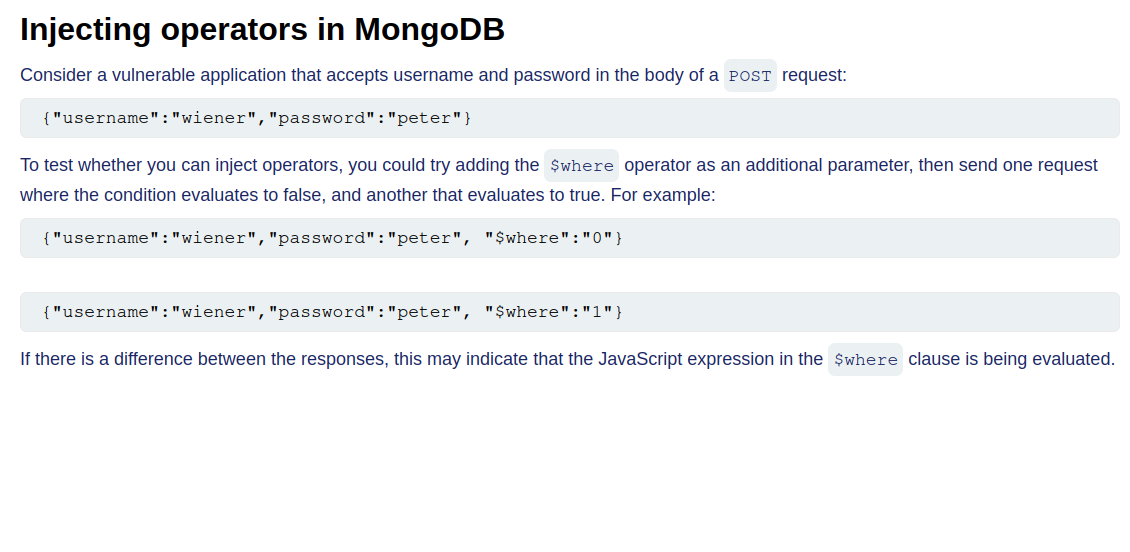 Injecting operators in MongoDB
Consider a vulnerable application that accepts username and password in the body of a POST request:
{"username":"wiener","password":"peter"}
To test whether you can inject operators, you could try adding the $where operator as an additional parameter, then send one request
where the condition evaluates to false, and another that evaluates to true. For example:
{"username":"wiener","password":"peter", "$where":"0"}
{"username":"wiener","password":"peter", "$where":"1"}
If there is a difference between the responses, this may indicate that the JavaScript expression in the $where clause is being evaluated.